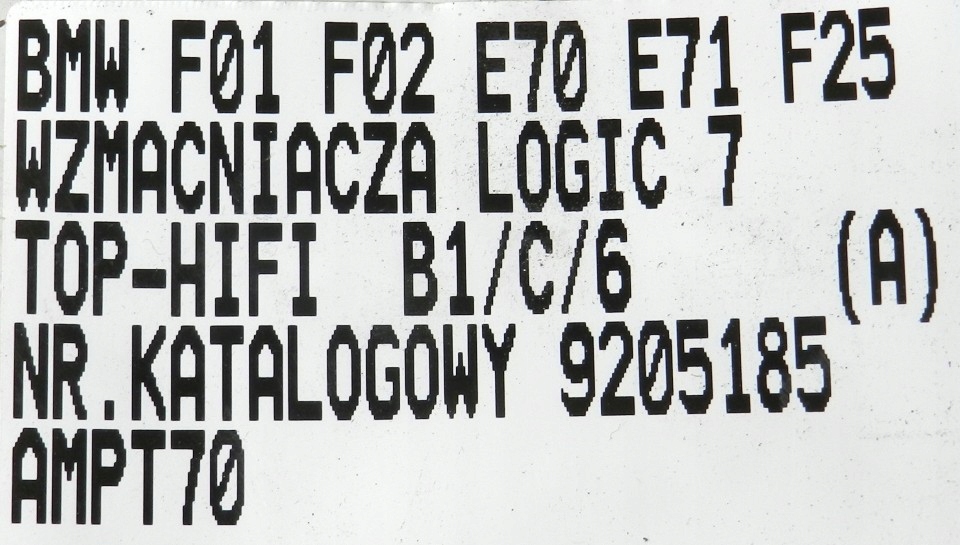 BMW F01 F02 E70 E71 F25
WZMACNIACZA LOGIC 7
TOP-HIFI B1/C/6 (A)
NR.KATALOGOWY 9205185
AMPT70